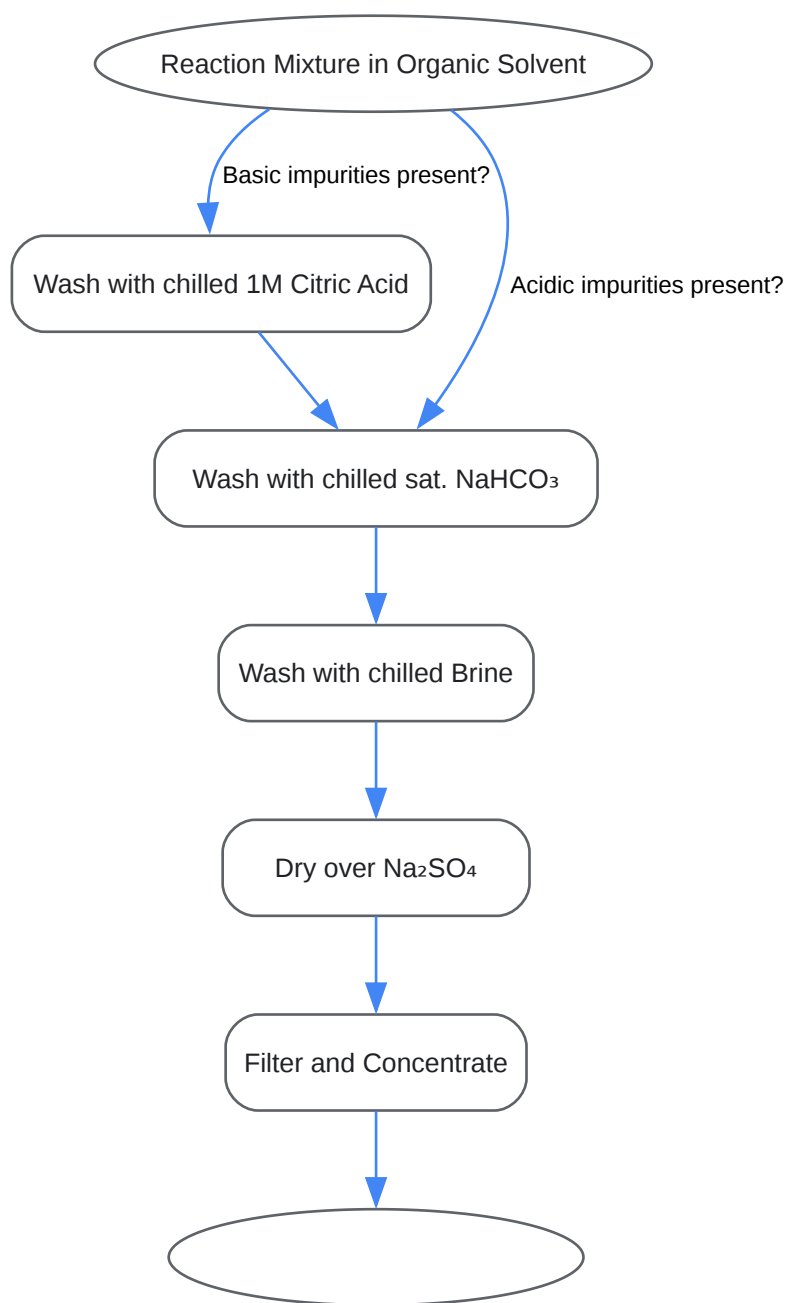 Reaction Mixture in Organic Solvent
Basic impurities present?
Wash with chilled 1M Citric Acid
Acidic impurities present?
Wash with chilled sat. NaHCO₃
Wash with chilled Brine
Dry over Na₂SO₄
Filter and Concentrate